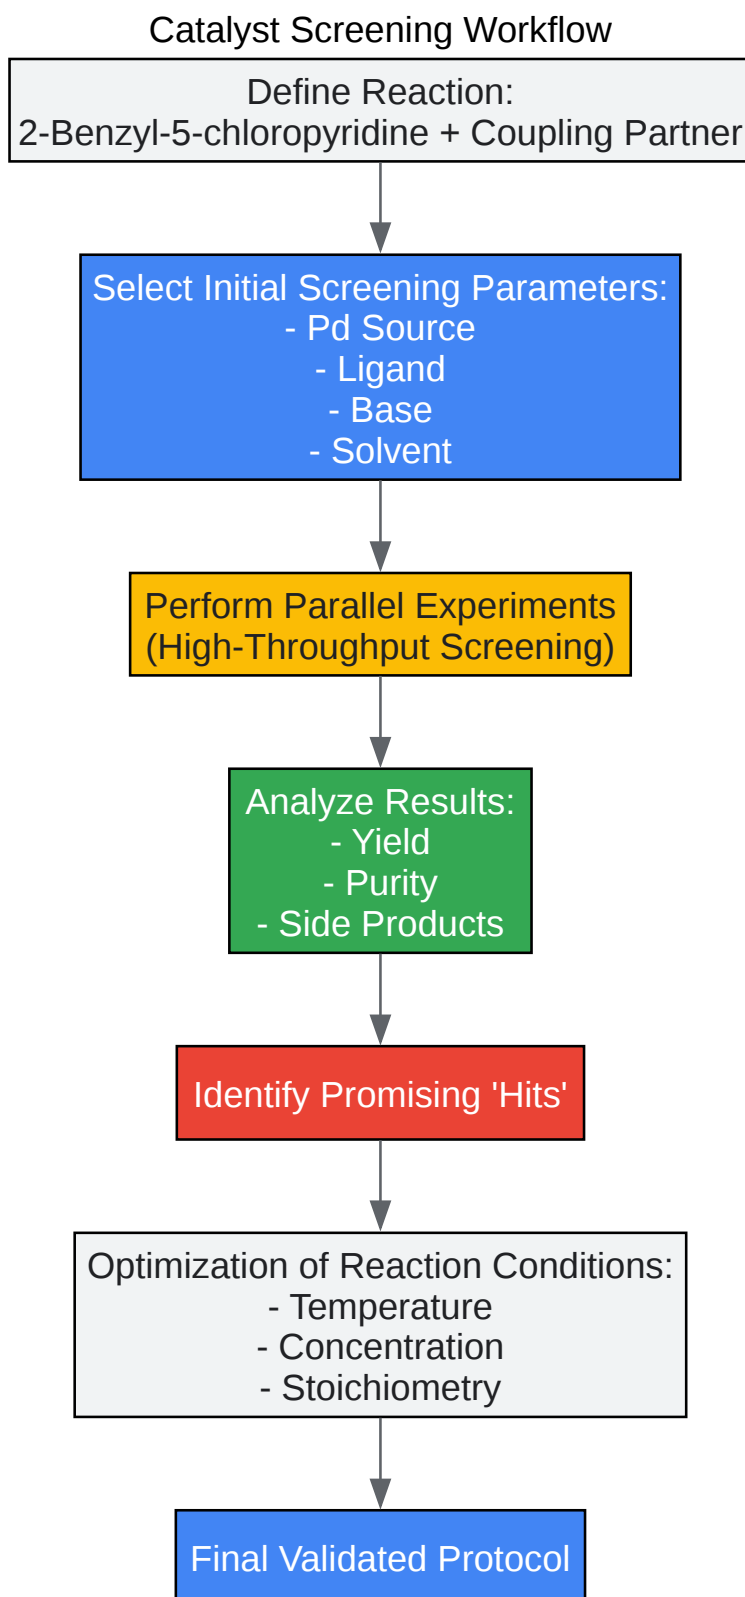 Catalyst Screening Workflow
Define Reaction:
2-Benzyl-5-chloropyridine + Coupling Partner
Select Initial Screening Parameters:
- Pd Source
- Ligand
- Base
- Solvent
Perform Parallel Experiments
(High-Throughput Screening)
Analyze Results:
- Yield
- Purity
- Side Products
Identify Promising 'Hits'
Optimization of Reaction Conditions:
- Temperature
- Concentration
- Stoichiometry
Final Validated Protocol